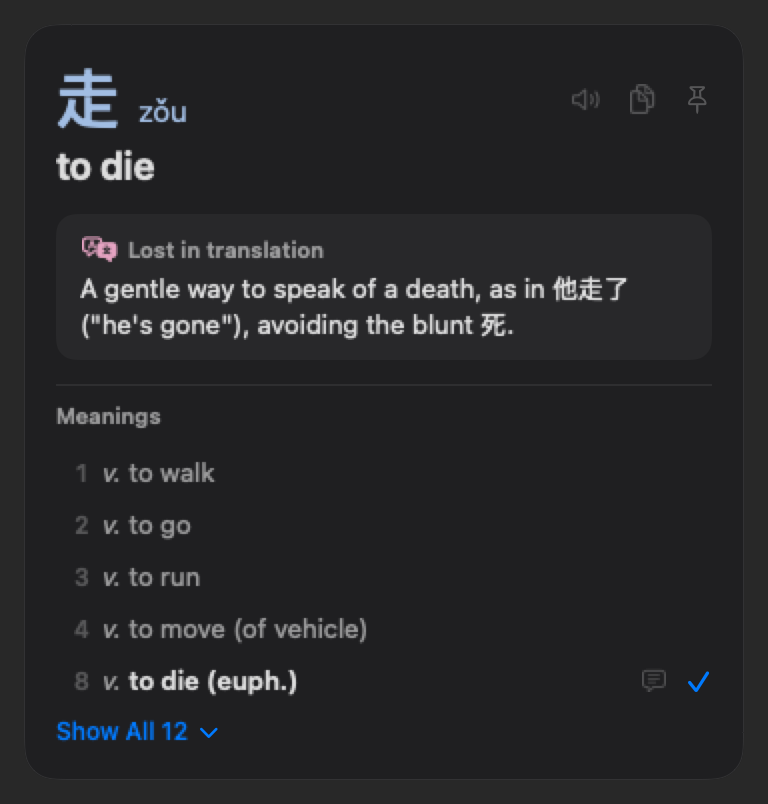 走 zǒu
to die
Lost in translation
A gentle way to speak of a death, as in 他走了
("he's gone"), avoiding the blunt 死.
Meanings
1 v. to walk
2 v. to go
3 v. to run
4 v. to move (of vehicle)
8 v. to die (euph.)
Show All 12